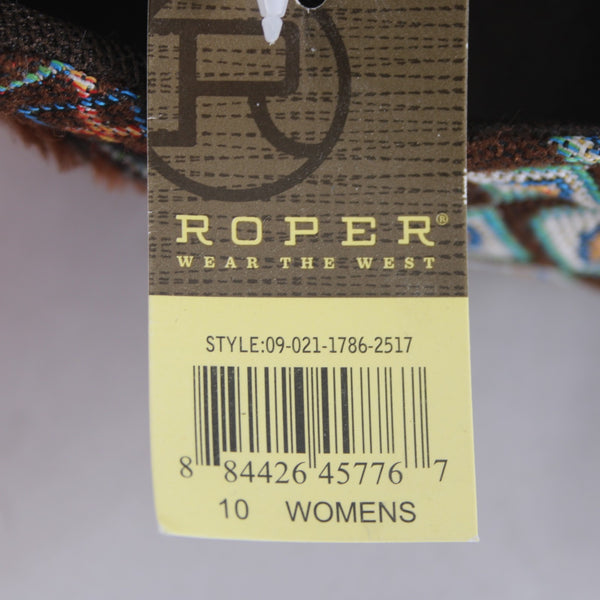 R
ROPER®
WEAR THE WEST
STYLE:09-021-1786-2517
8 84426 45776 7
10 WOMENS